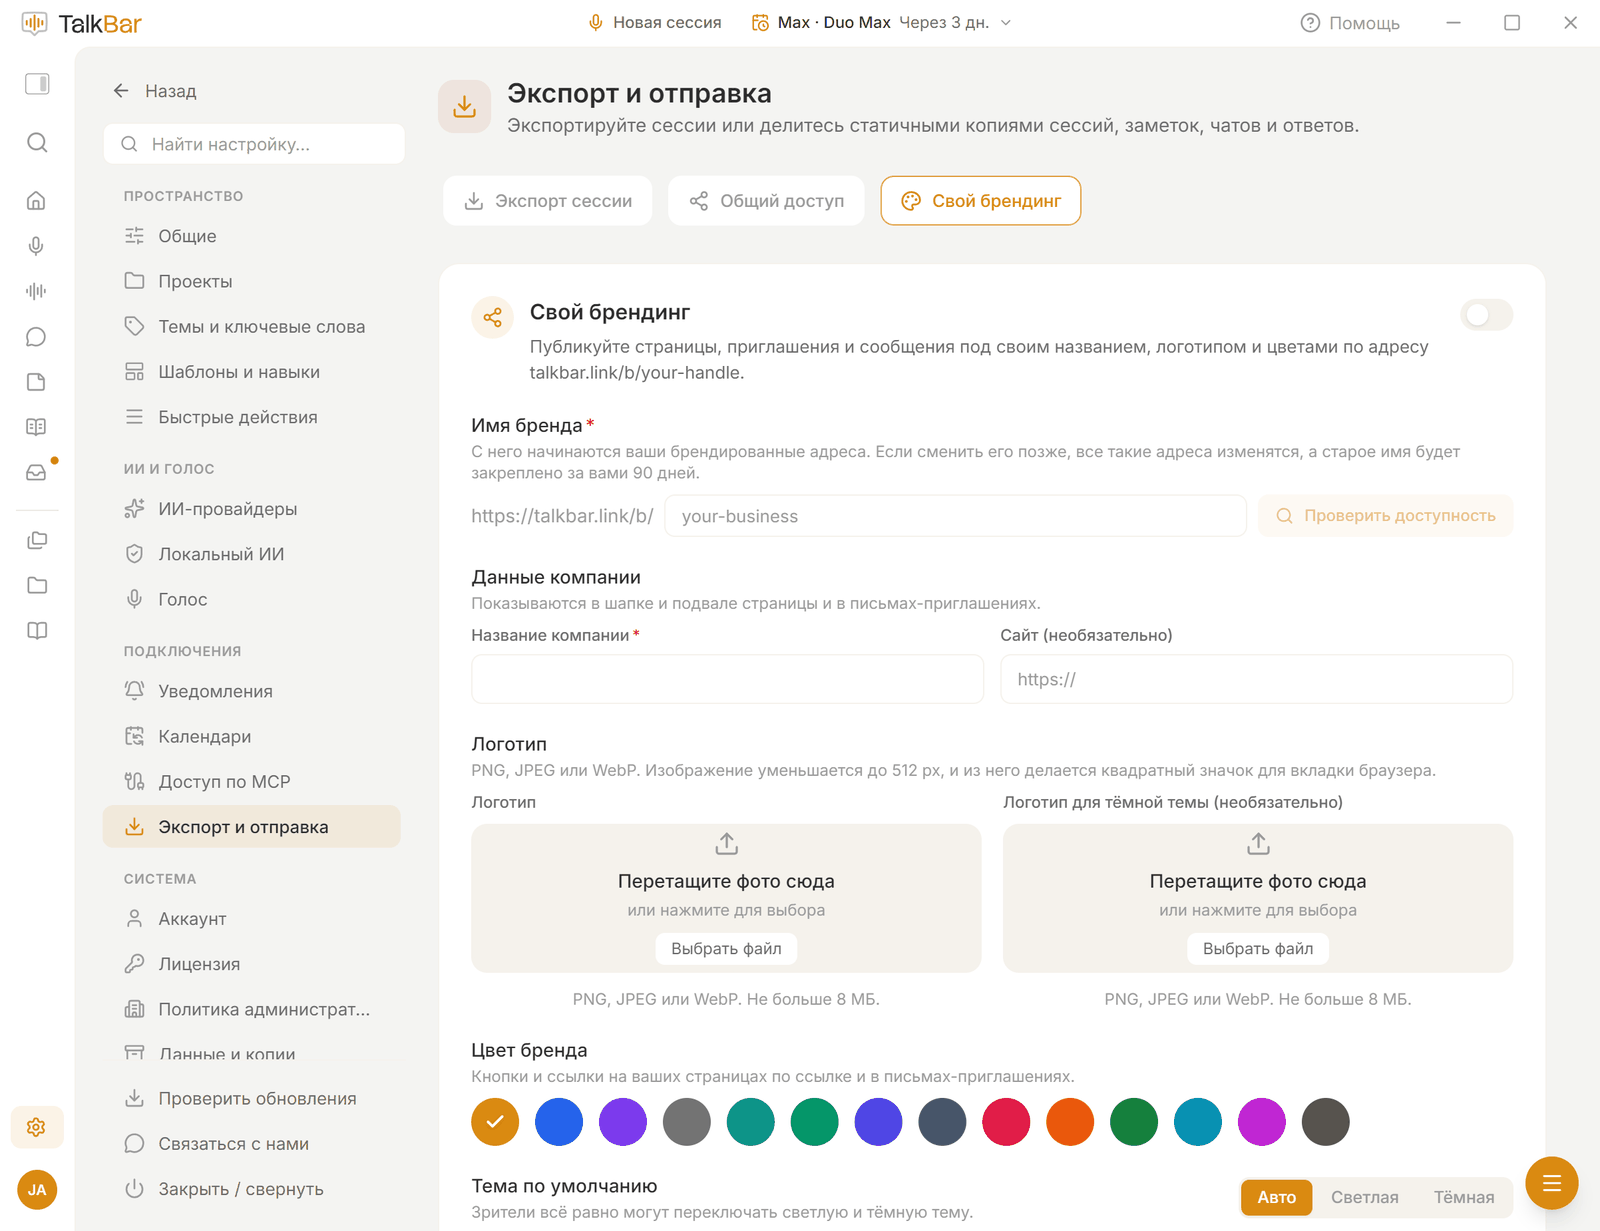 TalkBar
Новая сессия
Max · Duo Max Через 3 дн.
Помощь
Назад
Найти настройку...
ПРОСТРАНСТВО
Общие
Проекты
Темы и ключевые слова
Шаблоны и навыки
Быстрые действия
ИИ И ГОЛОС
ИИ-провайдеры
Локальный ИИ
Голос
ПОДКЛЮЧЕНИЯ
Уведомления
Календари
Доступ по MCP
Экспорт и отправка
СИСТЕМА
Аккаунт
Лицензия
Политика администрат...
Данные и копии
Проверить обновления
Связаться с нами
Закрыть / свернуть
JA
Экспорт и отправка
Экспортируйте сессии или делитесь статичными копиями сессий, заметок, чатов и ответов.
Экспорт сессии
Общий доступ
Свой брендинг
Свой брендинг
Публикуйте страницы, приглашения и сообщения под своим названием, логотипом и цветами по адресу
talkbar.link/b/your-handle.
Имя бренда *
С него начинаются ваши брендированные адреса. Если сменить его позже, все такие адреса изменятся, а старое имя будет
закреплено за вами 90 дней.
https://talkbar.link/b/ your-business
Проверить доступность
Данные компании
Показываются в шапке и подвале страницы и в письмах-приглашениях.
Название компании *
Сайт (необязательно)
https://
Логотип
PNG, JPEG или WebP. Изображение уменьшается до 512 px, и из него делается квадратный значок для вкладки браузера.
Логотип
Перетащите фото сюда
или нажмите для выбора
Выбрать файл
PNG, JPEG или WebP. Не больше 8 МБ.
Логотип для тёмной темы (необязательно)
Перетащите фото сюда
или нажмите для выбора
Выбрать файл
PNG, JPEG или WebP. Не больше 8 МБ.
Цвет бренда
Кнопки и ссылки на ваших страницах по ссылке и в письмах-приглашениях.
Тема по умолчанию
Зрители всё равно могут переключать светлую и тёмную тему.
Авто
Светлая
Тёмная